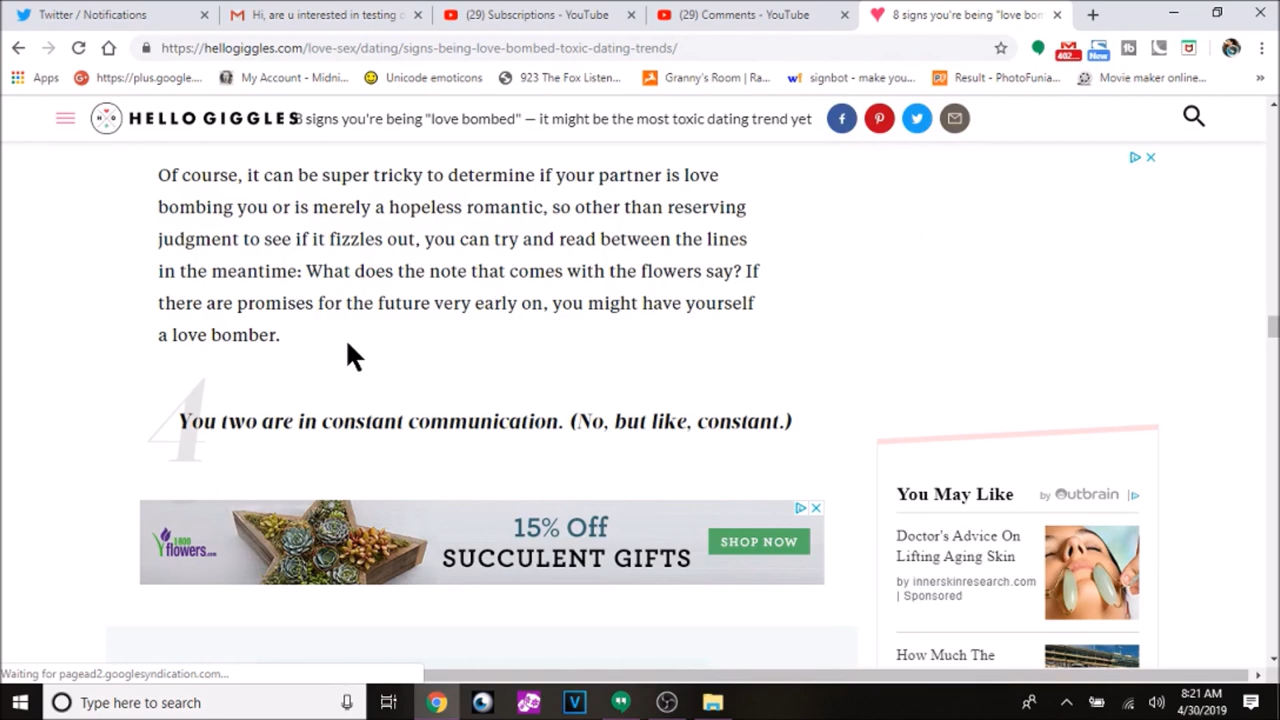 Twitter / Notifications
Hi, are u interested in testing
(29) Subscriptions - YouTube
(29) Comments - YouTube
8 signs you're being "love bom
https://hellogiggles.com/love-sex/dating/signs-being-love-bombed-toxic-dating-trends/
402
New
Apps
https://plus.google....
My Account - Midni...
Unicode emoticons
923 The Fox Listen...
Granny's Room | Ra...
signbot - make you...
Result - PhotoFunia...
Movie maker online...
HELLO GIGGLES
8 signs you're being "love bombed" — it might be the most toxic dating trend yet
Of course, it can be super tricky to determine if your partner is love
bombing you or is merely a hopeless romantic, so other than reserving
judgment to see if it fizzles out, you can try and read between the lines
in the meantime: What does the note that comes with the flowers say? If
there are promises for the future very early on, you might have yourself
a love bomber.
4
You two are in constant communication. (No, but like, constant.)
1800
flowers.com
15% Off
SUCCULENT GIFTS
SHOP NOW
You May Like
by Outbrain
Doctor's Advice On
Lifting Aging Skin
by innerskinresearch.com
| Sponsored
How Much The
Waiting for pagead2.googlesyndication.com...
Type here to search
8:21 AM
4/30/2019